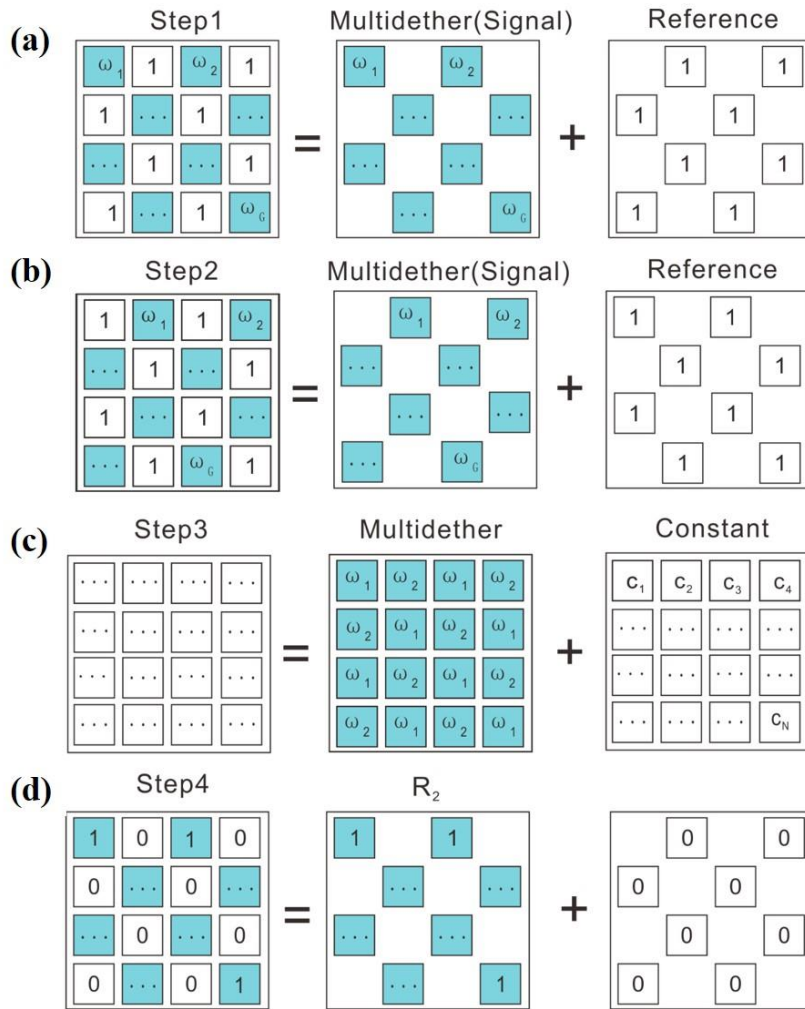 (a) Step1 Multidether(Signal) Reference
ω1 1 ω2 1 ω1 ω2 1 1
1 ... 1 ... = ... ... + 1 1
... 1 ... 1 ... ... 1 1
1 ... 1 ωG ... ωG 1 1
(b) Step2 Multidether(Signal) Reference
1 ω1 1 ω2 ω1 ω2 1 1
... 1 ... 1 = ... ... + 1 1
1 ... 1 ... ... ... 1 1
... 1 ωG 1 ... ωG 1 1
(c) Step3 Multidether Constant
... ... ... ... ω1 ω2 ω1 ω2 c1 c2 c3 c4
... ... ... ... = ω2 ω1 ω2 ω1 + ... ... ... ...
... ... ... ... ω1 ω2 ω1 ω2 ... ... ... ...
... ... ... ... ω2 ω1 ω2 ω1 ... ... ... cN
(d) Step4 R2
1 0 1 0 1 1 0 0
0 ... 0 ... = ... ... + 0 0
... 0 ... 0 ... ... 0 0
0 ... 0 1 ... 1 0 0